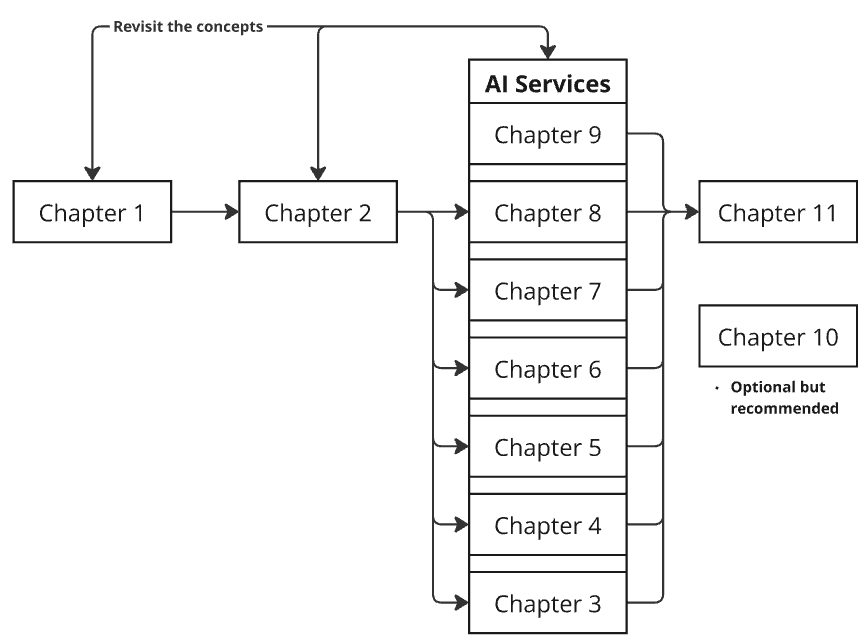 Revisit the concepts
AI Services
Chapter 9
Chapter 1
Chapter 2
Chapter 8
Chapter 11
Chapter 7
Chapter 10
Chapter 6
· Optional but
recommended
Chapter 5
Chapter 4
Chapter 3